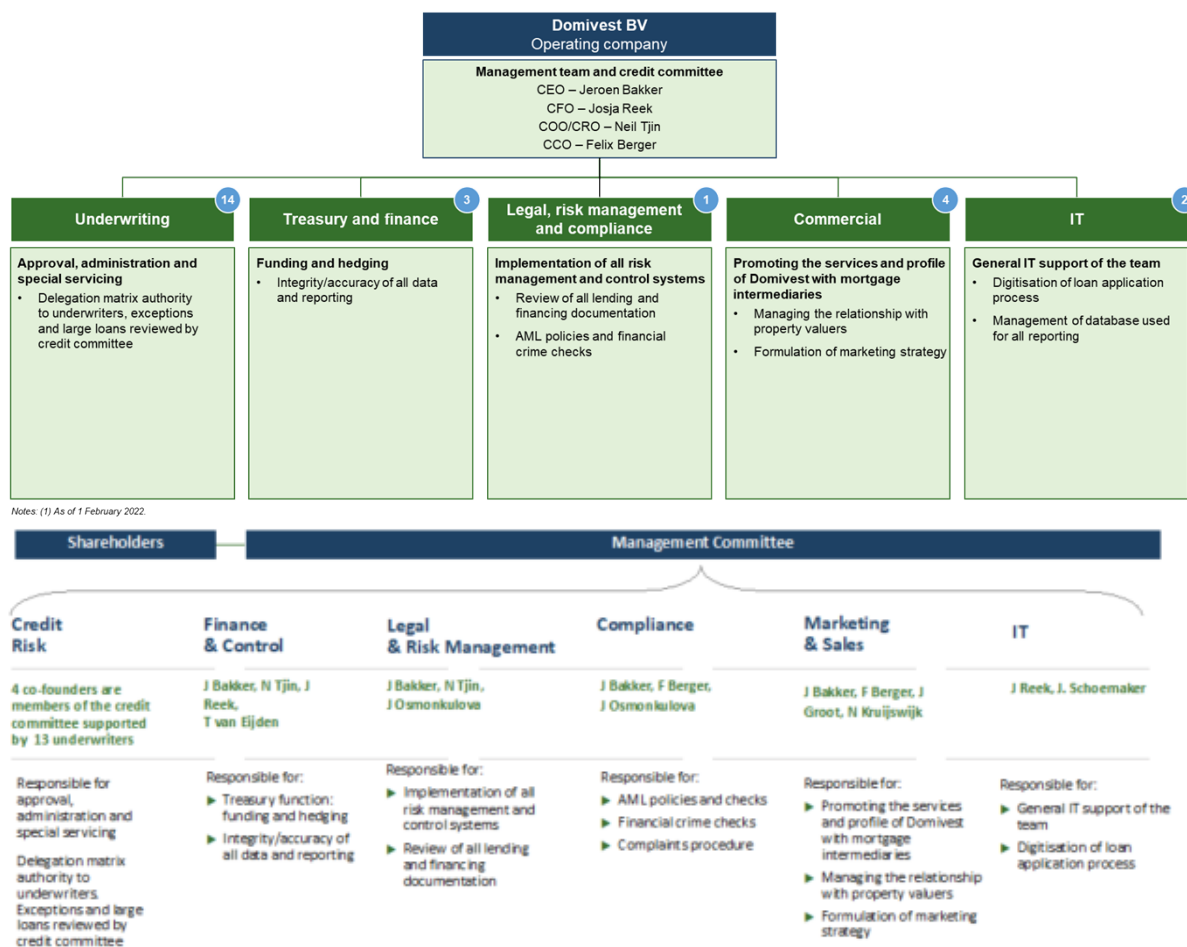 Domivest BV
Operating company
Management team and credit committee
CEO – Jeroen Bakker
CFO – Josja Reek
COO/CRO – Neil Tjin
CCO – Felix Berger
14
Underwriting
Approval, administration and
special servicing
• Delegation matrix authority
to underwriters, exceptions
and large loans reviewed by
credit committee
3
Treasury and finance
Funding and hedging
• Integrity/accuracy of all data
and reporting
1
Legal, risk management
and compliance
Implementation of all risk
management and control systems
• Review of all lending and
financing documentation
• AML policies and financial
crime checks
4
Commercial
Promoting the services and profile
of Domivest with mortgage
intermediaries
• Managing the relationship with
property valuers
• Formulation of marketing strategy
2
IT
General IT support of the team
• Digitisation of loan application
process
• Management of database used
for all reporting
Notes: (1) As of 1 February 2022.
Shareholders
Management Committee
Credit
Risk
4 co-founders are
members of the credit
committee supported
by 13 underwriters
Responsible for
approval,
administration and
special servicing
Delegation matrix
authority to
underwriters.
Exceptions and large
loans reviewed by
credit committee
Finance
& Control
J Bakker, N Tjin, J
Reek,
T van Eijden
Responsible for:
► Treasury function:
funding and hedging
► Integrity/accuracy of
all data and reporting
Legal
& Risk Management
J Bakker, N Tjin,
J Osmonkulova
Responsible for:
► Implementation of all
risk management and
control systems
► Review of all lending
and financing
documentation
Compliance
J Bakker, F Berger,
J Osmonkulova
Responsible for:
► AML policies and checks
► Financial crime checks
► Complaints procedure
Marketing
& Sales
J Bakker, F Berger, J
Groot, N Kruijswijk
Responsible for:
► Promoting the services
and profile of Domivest
with mortgage
intermediaries
► Managing the relationship
with property valuers
► Formulation of marketing
strategy
IT
J Reek, J. Schoemaker
Responsible for:
► General IT support of the
team
► Digitisation of loan
application process